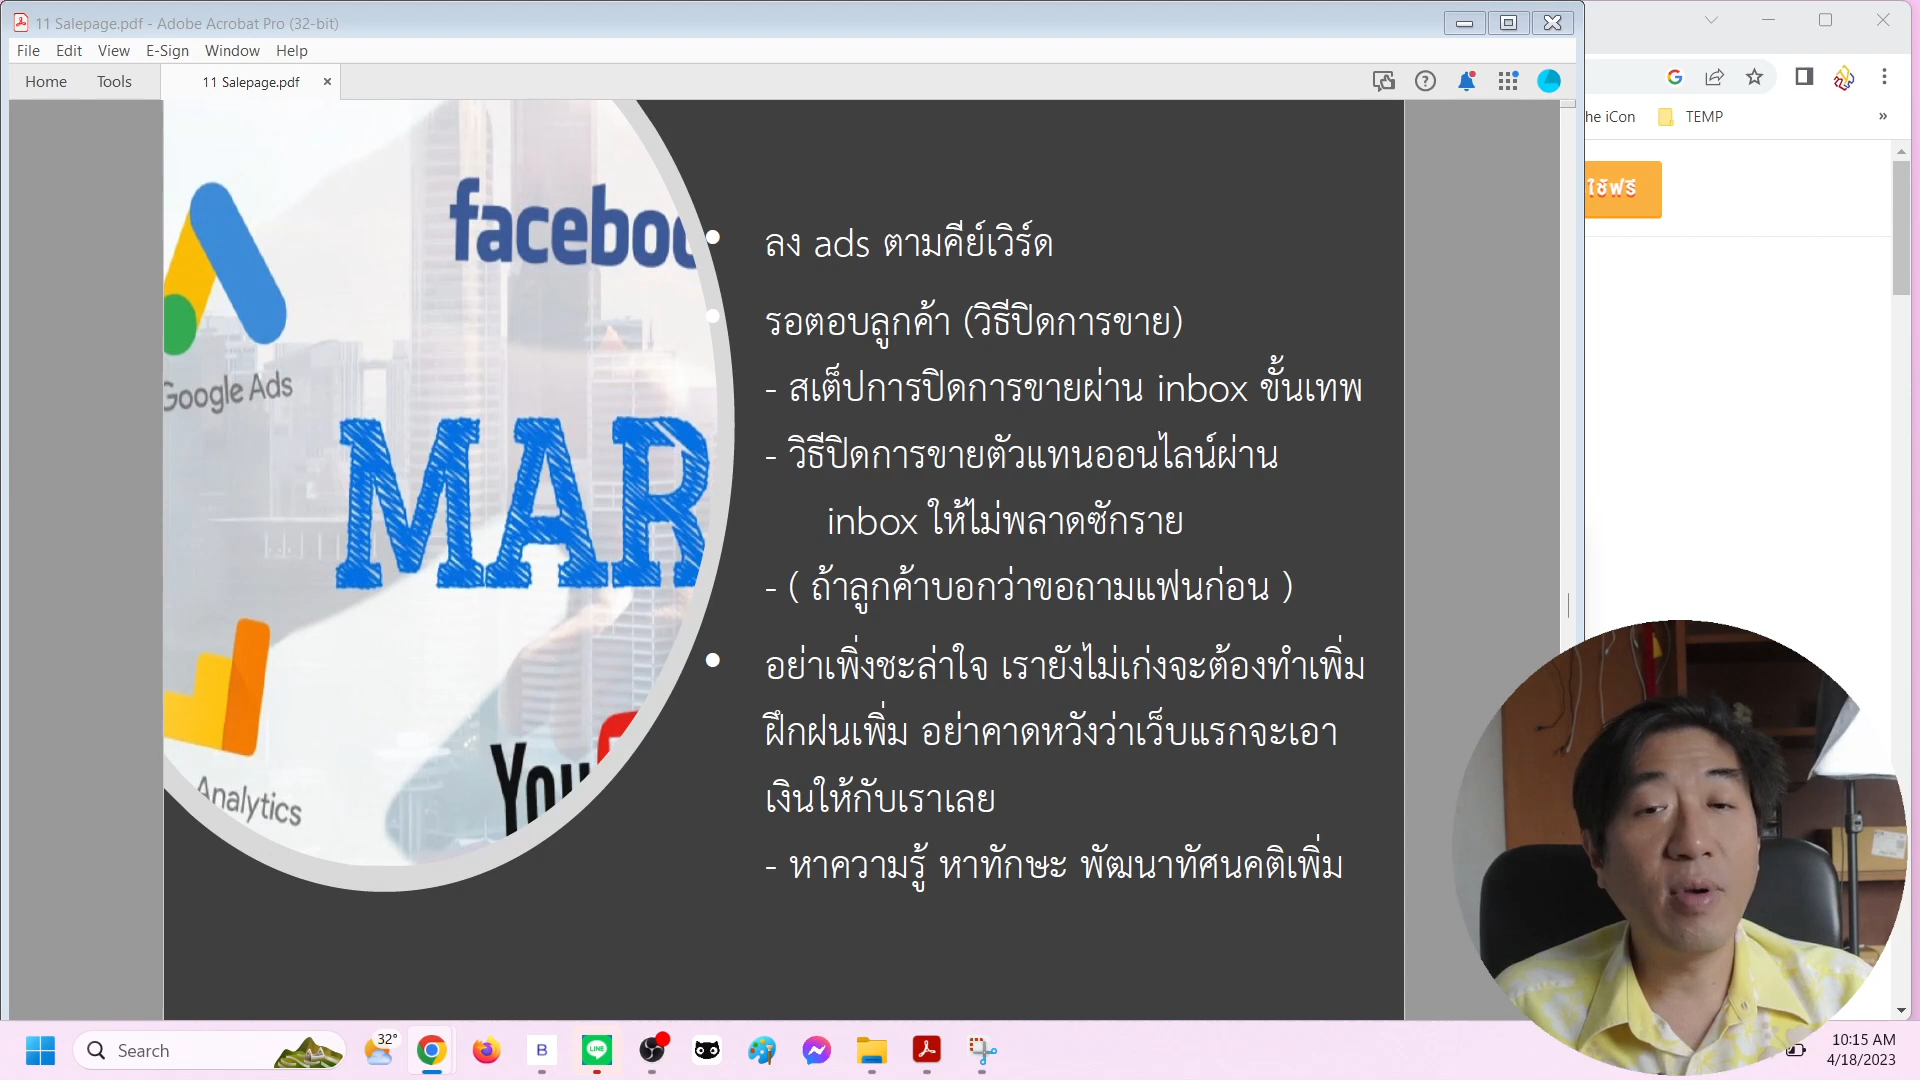 11 Salepage.pdf - Adobe Acrobat Pro (32-bit)
File Edit View E-Sign Window Help
Home Tools 11 Salepage.pdf
he iCon TEMP
ใช้ฟรี
facebo
Google Ads
MAR
Analytics
You
ลง ads ตามคีย์เวิร์ด
รอตอบลูกค้า (วิธีปิดการขาย)
- สเต็ปการปิดการขายผ่าน inbox ขั้นเทพ
- วิธีปิดการขายตัวแทนออนไลน์ผ่าน
inbox ให้ไม่พลาดซักราย
- ( ถ้าลูกค้าบอกว่าขอถามแฟนก่อน )
อย่าเพิ่งชะล่าใจ เรายังไม่เก่งจะต้องทำเพิ่ม
ฝึกฝนเพิ่ม อย่าคาดหวังว่าเว็บแรกจะเอา
เงินให้กับเราเลย
- หาความรู้ หาทักษะ พัฒนาทัศนคติเพิ่ม
Search
32°
B
LINE
10:15 AM
4/18/2023